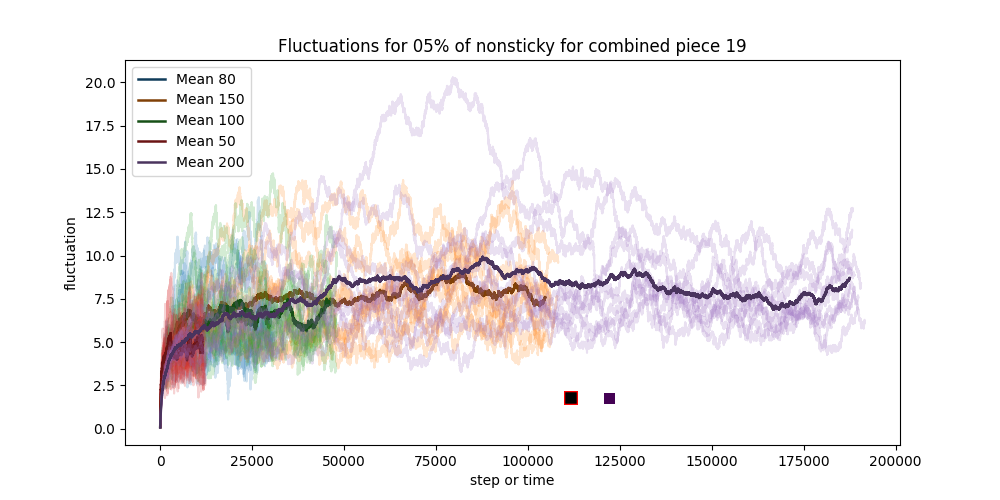 Fluctuations for 05% of nonsticky for combined piece 19
20.0
17.5
15.0
12.5
10.0
7.5
5.0
2.5
0.0
fluctuation
Mean 80
Mean 150
Mean 100
Mean 50
Mean 200
0 25000 50000 75000 100000 125000 150000 175000 200000
step or time